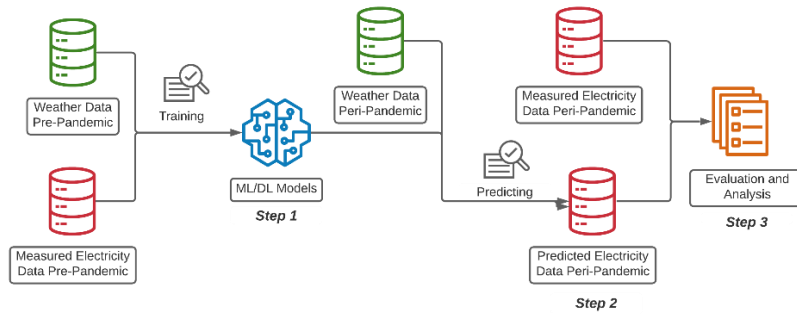 Weather Data
Pre-Pandemic
Training
Measured Electricity
Data Pre-Pandemic
ML/DL Models
Step 1
Weather Data
Peri-Pandemic
Predicting
Measured Electricity
Data Peri-Pandemic
Predicted Electricity
Data Peri-Pandemic
Step 2
Evaluation and
Analysis
Step 3